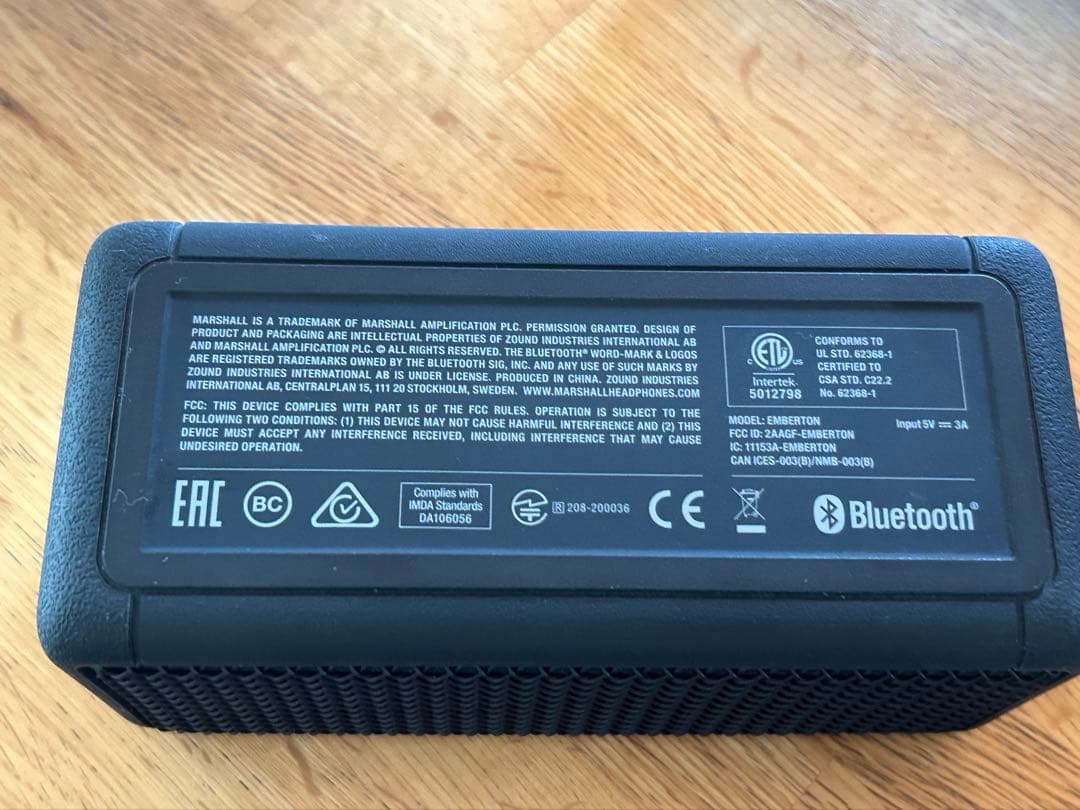 MARSHALL IS A TRADEMARK OF MARSHALL AMPLIFICATION PLC. PERMISSION GRANTED. DESIGN OF
PRODUCT AND PACKAGING ARE INTELLECTUAL PROPERTIES OF ZOUND INDUSTRIES INTERNATIONAL AB
AND MARSHALL AMPLIFICATION PLC. © ALL RIGHTS RESERVED. THE BLUETOOTH® WORD-MARK & LOGOS
ARE REGISTERED TRADEMARKS OWNED BY THE BLUETOOTH SIG, INC. AND ANY USE OF SUCH MARKS BY
ZOUND INDUSTRIES INTERNATIONAL AB IS UNDER LICENSE. PRODUCED IN CHINA. ZOUND INDUSTRIES
INTERNATIONAL AB, CENTRALPLAN 15, 111 20 STOCKHOLM, SWEDEN. WWW.MARSHALLHEADPHONES.COM
FCC: THIS DEVICE COMPLIES WITH PART 15 OF THE FCC RULES. OPERATION IS SUBJECT TO THE
FOLLOWING TWO CONDITIONS: (1) THIS DEVICE MAY NOT CAUSE HARMFUL INTERFERENCE AND (2) THIS
DEVICE MUST ACCEPT ANY INTERFERENCE RECEIVED, INCLUDING INTERFERENCE THAT MAY CAUSE
UNDESIRED OPERATION.
C ETL US
Intertek
5012798
CONFORMS TO
UL STD. 62368-1
CERTIFIED TO
CSA STD. C22.2
No. 62368-1
MODEL: EMBERTON
FCC ID: 2AAGF-EMBERTON
IC: 11153A-EMBERTON
CAN ICES-003(B)/NMB-003(B)
Input 5V ⎓ 3A
EAC
BC
Complies with
IMDA Standards
DA106056
R 208-200036
CE
Bluetooth®